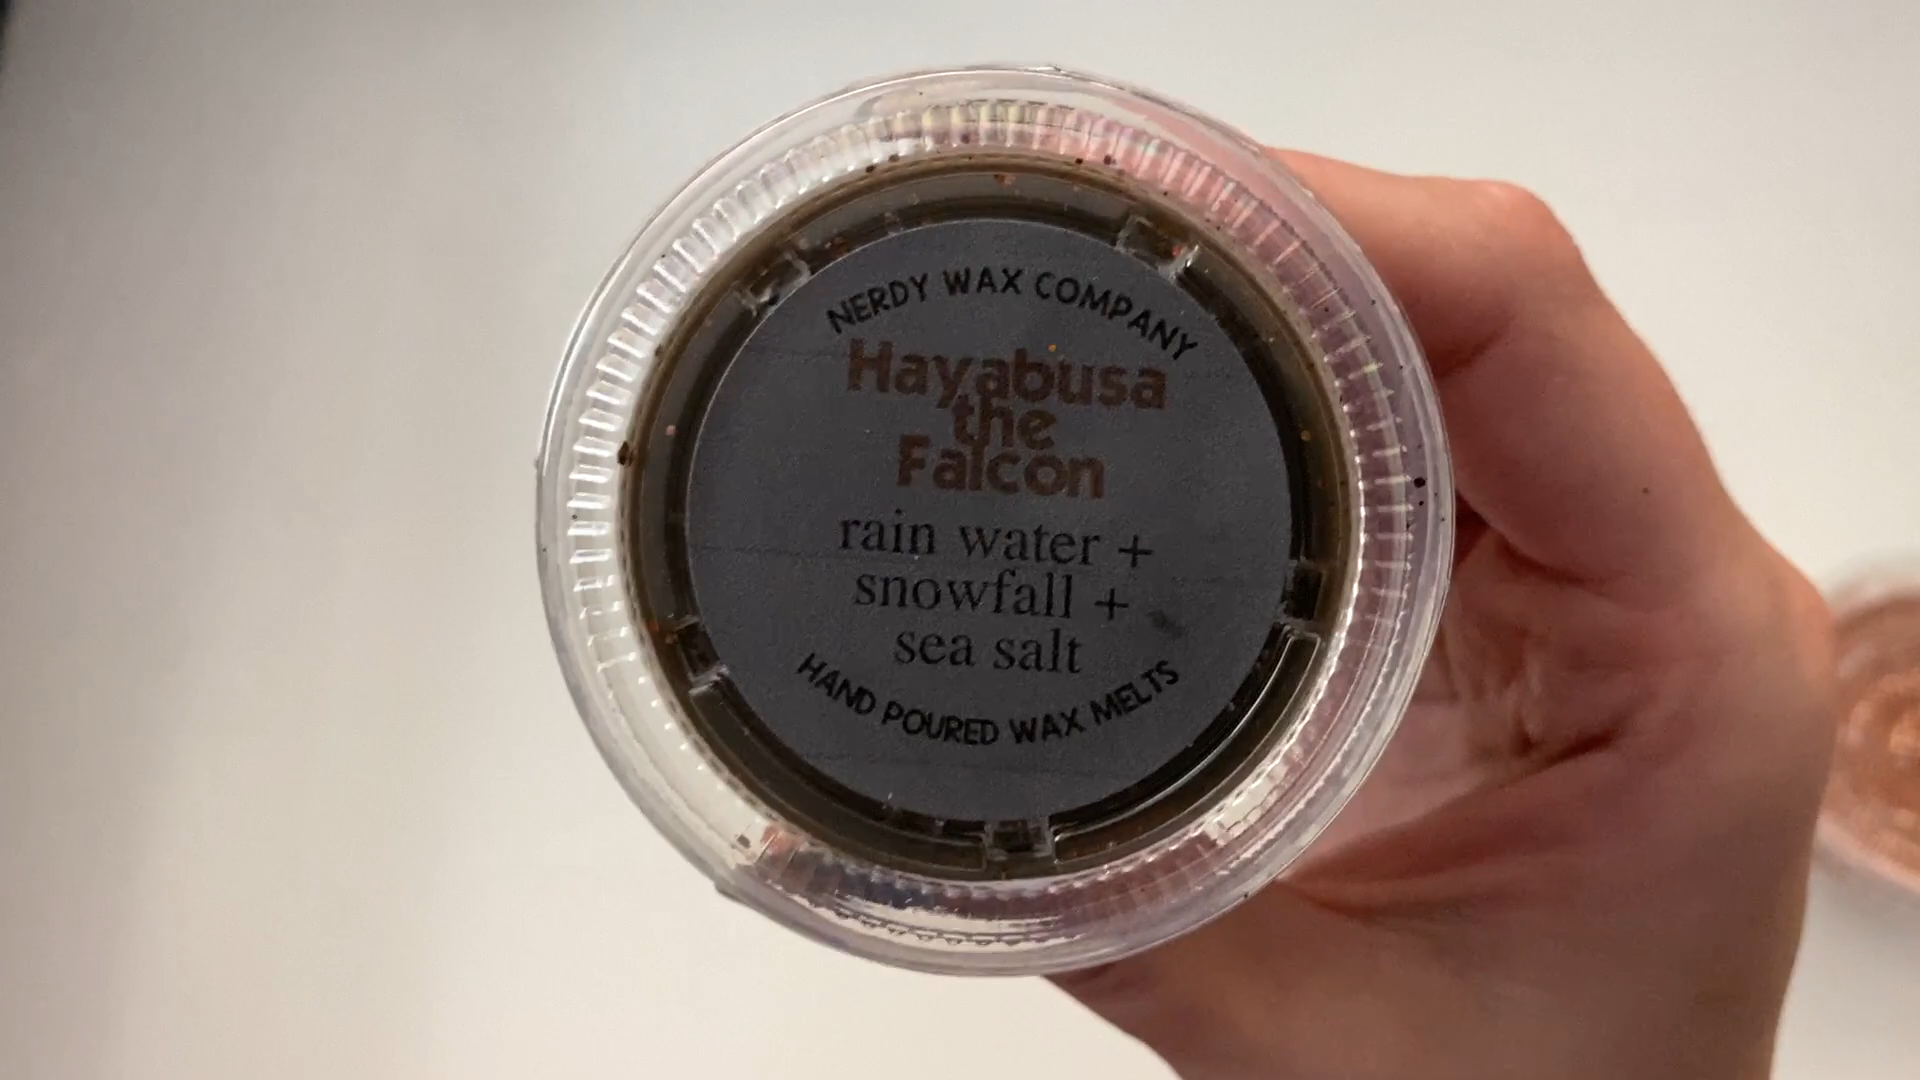 NERDY WAX COMPANY
Hayabusa
the
Falcon
rain water +
snowfall +
sea salt
HAND POURED WAX MELTS